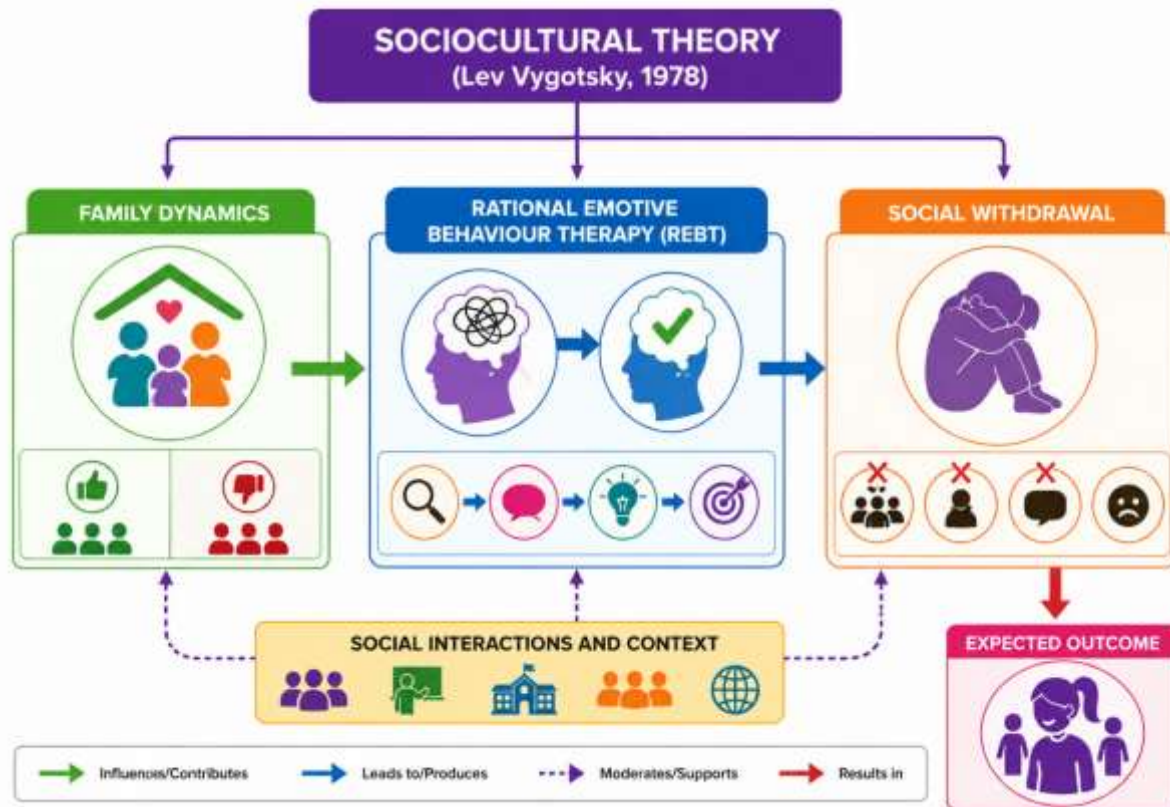 SOCIOCULTURAL THEORY
(Lev Vygotsky, 1978)
FAMILY DYNAMICS
RATIONAL EMOTIVE
BEHAVIOUR THERAPY (REBT)
SOCIAL WITHDRAWAL
SOCIAL INTERACTIONS AND CONTEXT
EXPECTED OUTCOME
Influences/Contributes
Leads to/Produces
Moderates/Supports
Results in